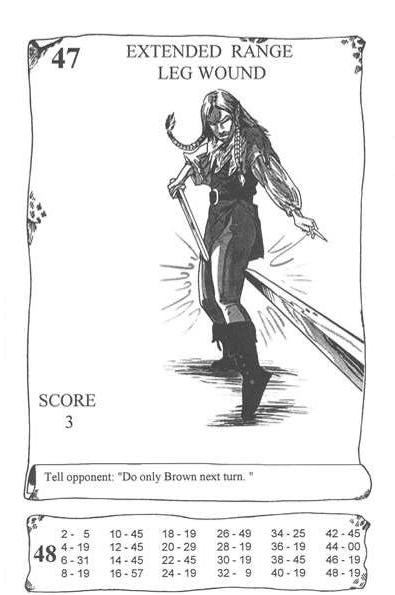 47
EXTENDED RANGE
LEG WOUND
SCORE
3
Tell opponent: "Do only Brown next turn. "
48
2 - 5 10 - 45 18 - 19 26 - 49 34 - 25 42 - 45
4 - 19 12 - 45 20 - 29 28 - 19 36 - 19 44 - 00
6 - 31 14 - 45 22 - 45 30 - 19 38 - 45 46 - 19
8 - 19 16 - 57 24 - 19 32 - 9 40 - 19 48 - 19